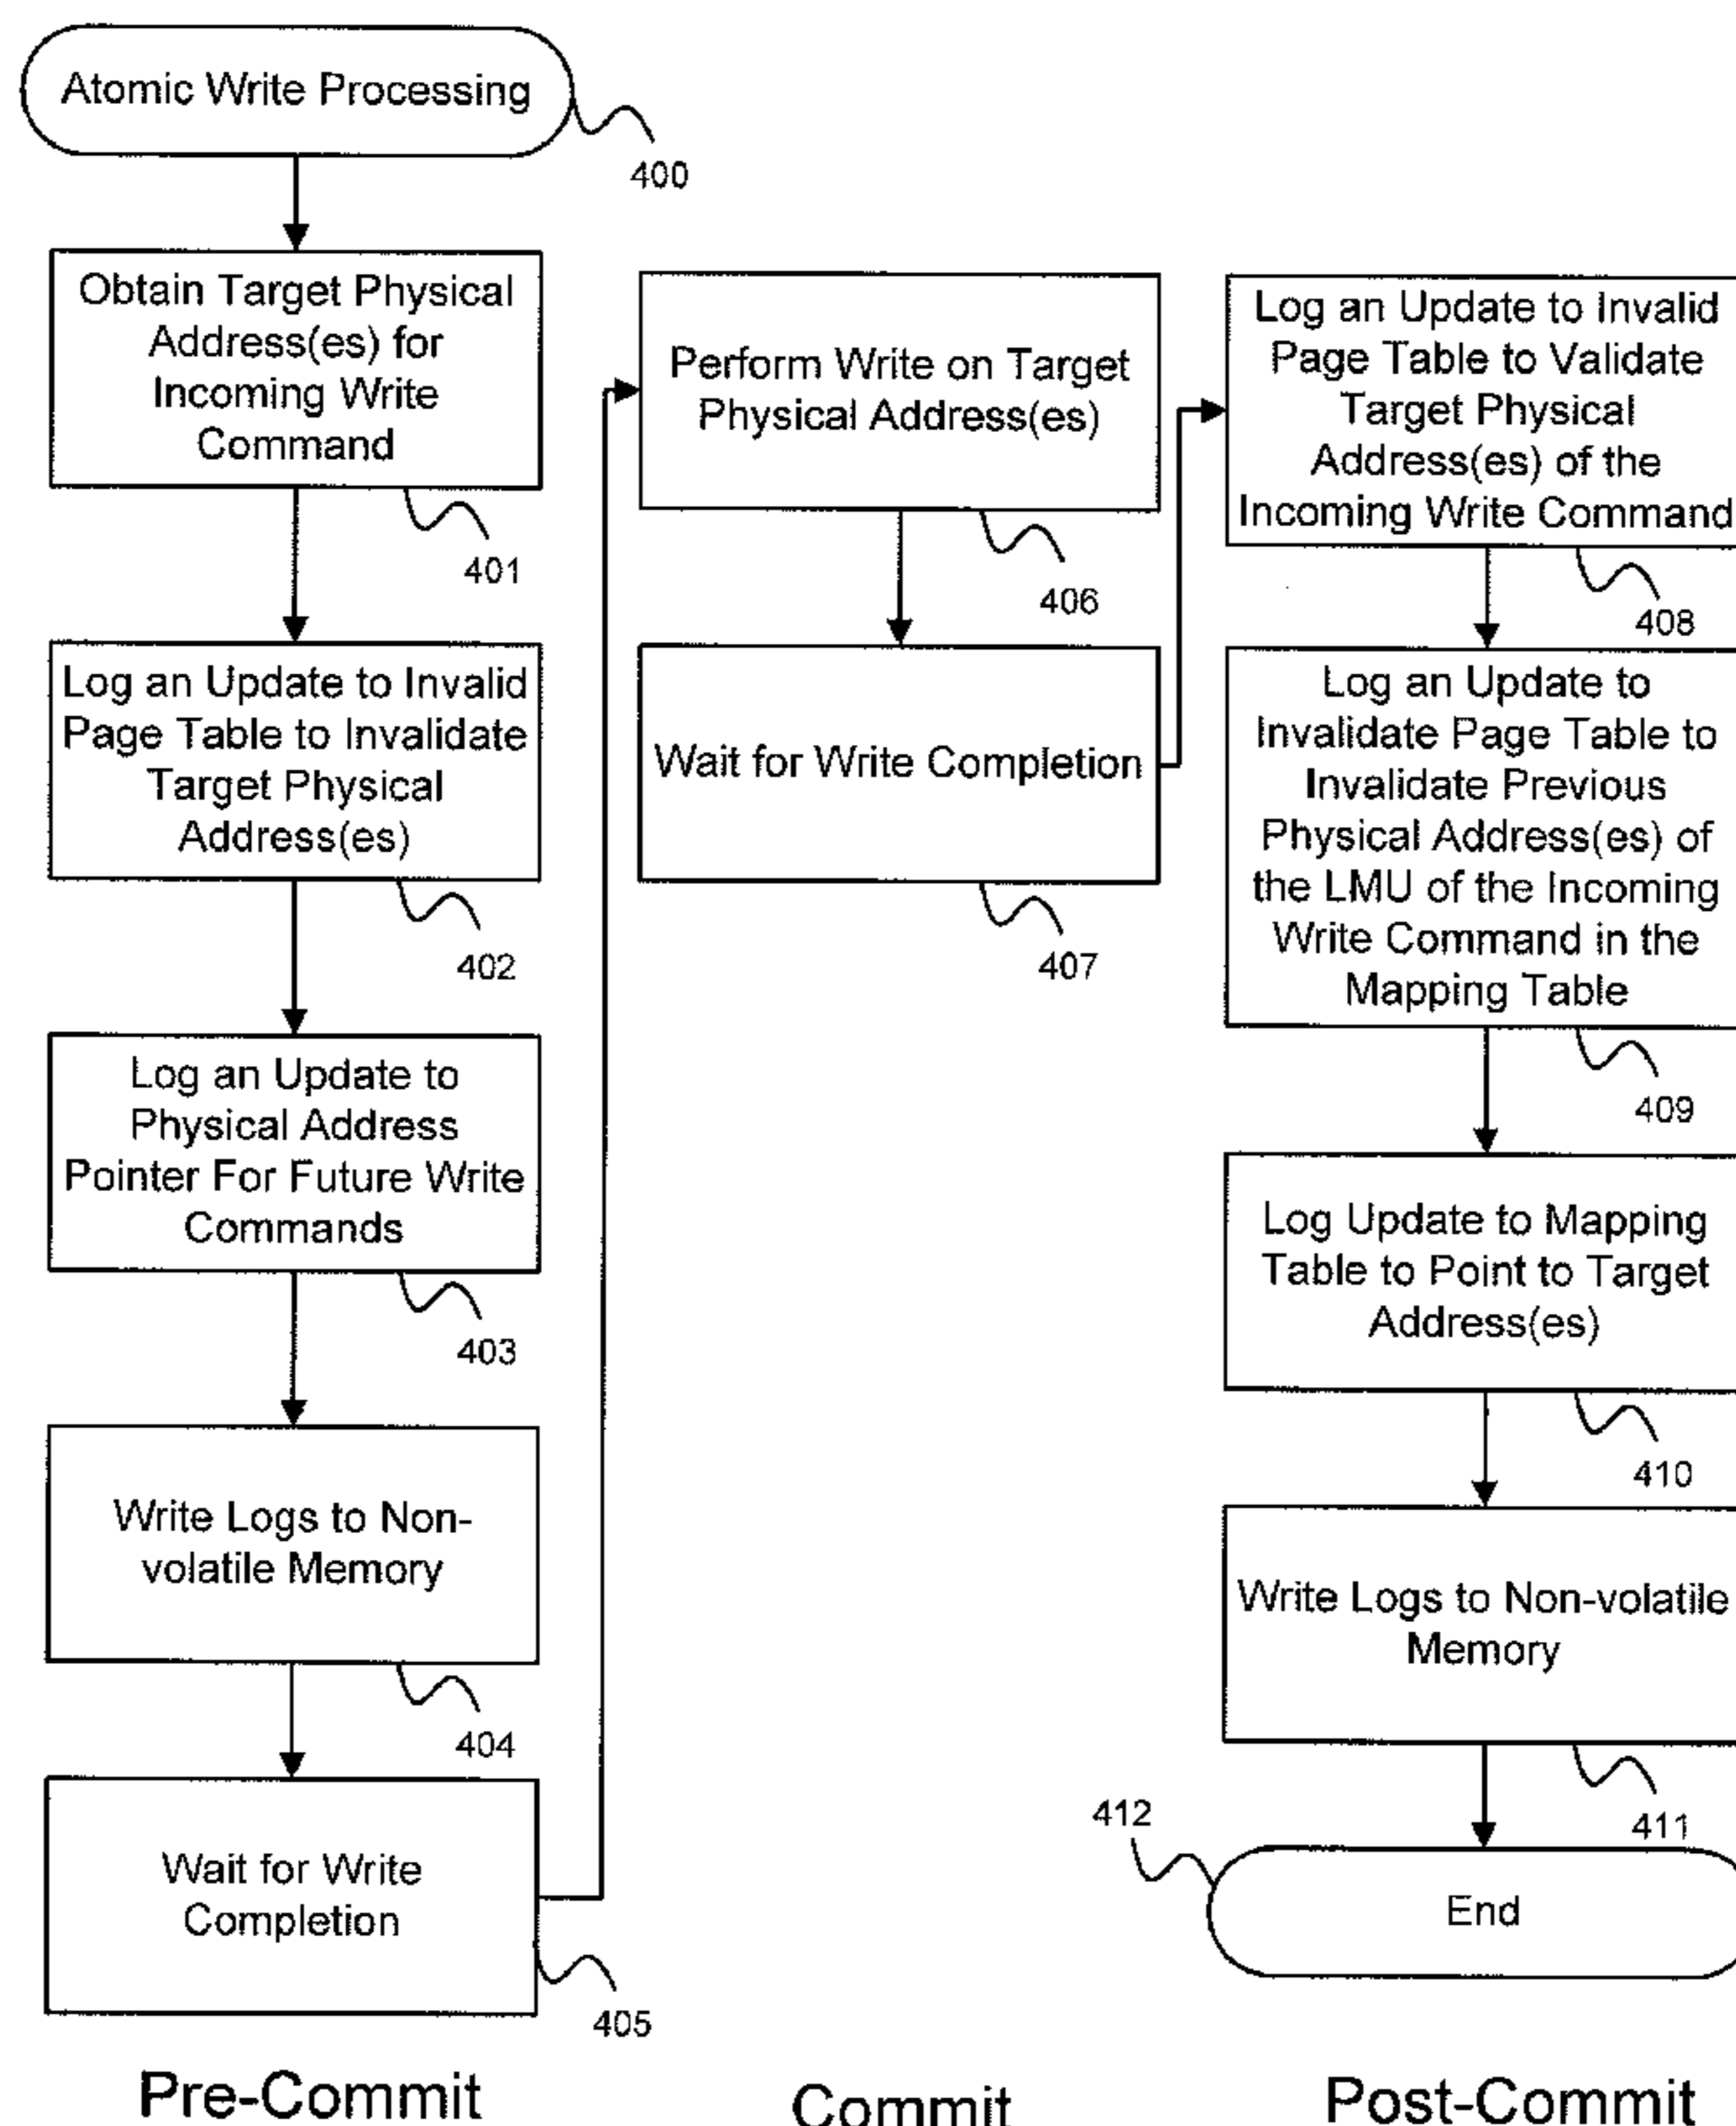 Atomic Write Processing
400
Obtain Target Physical
Address(es) for
Incoming Write
Command
401
Log an Update to Invalid
Page Table to Invalidate
Target Physical
Address(es)
402
Log an Update to
Physical Address
Pointer For Future Write
Commands
403
Write Logs to Non-
volatile Memory
404
Wait for Write
Completion
405
Pre-Commit
Perform Write on Target
Physical Address(es)
406
Wait for Write Completion
407
Commit
Log an Update to Invalid
Page Table to Validate
Target Physical
Address(es) of the
Incoming Write Command
408
Log an Update to
Invalidate Page Table to
Invalidate Previous
Physical Address(es) of
the LMU of the Incoming
Write Command in the
Mapping Table
409
Log Update to Mapping
Table to Point to Target
Address(es)
410
Write Logs to Non-volatile
Memory
411
412
End
Post-Commit